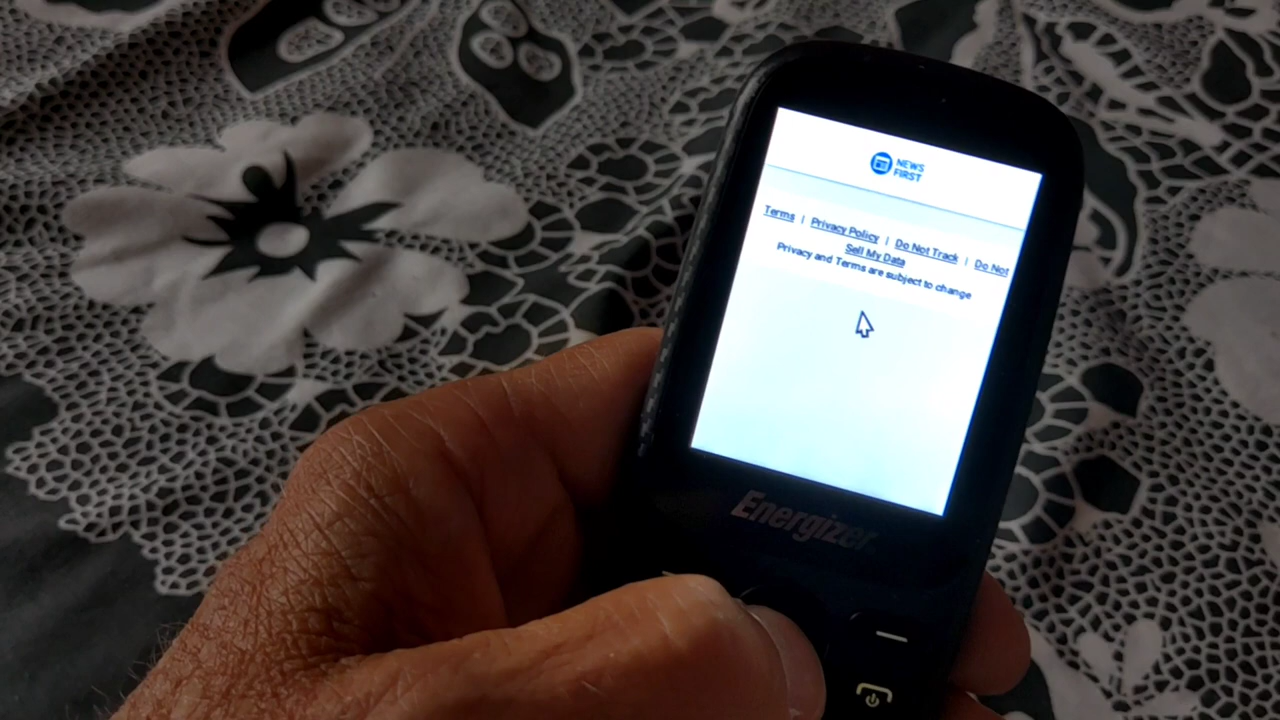 NEWS
FIRST
Terms | Privacy Policy | Do Not Track | Do Not
Sell My Data
Privacy and Terms are subject to change
Energizer